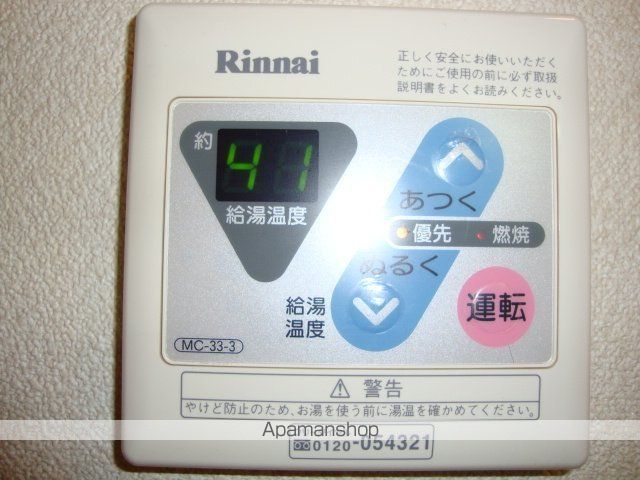 Rinnai
正しく安全にお使いいただく
ためにご使用の前に必ず取扱
説明書をよくお読みください。
約
41
給湯温度
あつく
優先 燃焼
ぬるく
給湯
温度
運転
MC-33-3
⚠ 警告
やけど防止のため、お湯を使う前に湯温を確かめてください。
Apamanshop
0120-054321